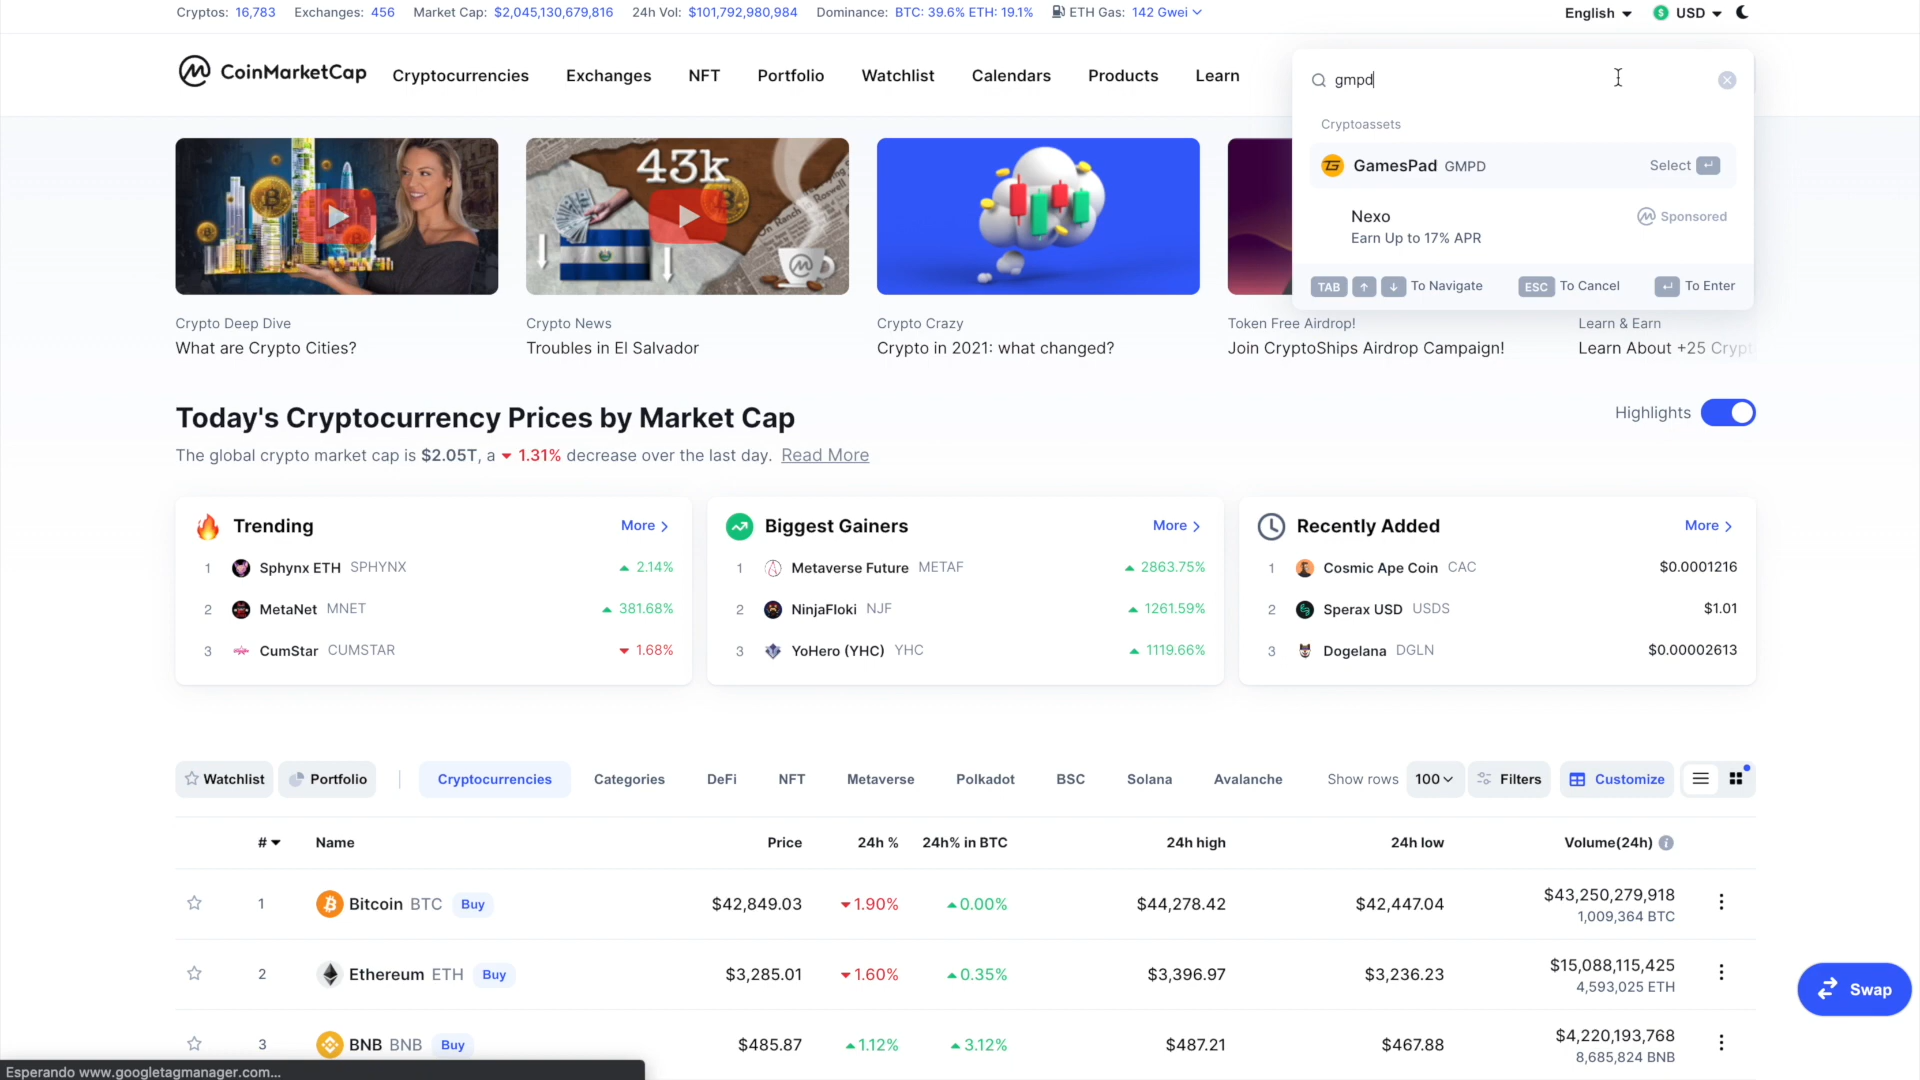 Cryptos: 16,783 Exchanges: 456 Market Cap: $2,045,130,679,816 24h Vol: $101,792,980,984 Dominance: BTC: 39.6% ETH: 19.1% ETH Gas: 142 Gwei English USD
CoinMarketCap Cryptocurrencies Exchanges NFT Portfolio Watchlist Calendars Products Learn
gmpd
Cryptoassets
GamesPad GMPD Select
Nexo Sponsored
Earn Up to 17% APR
TAB To Navigate ESC To Cancel To Enter
43k
Crypto Deep Dive
What are Crypto Cities?
Crypto News
Troubles in El Salvador
Crypto Crazy
Crypto in 2021: what changed?
Token Free Airdrop!
Join CryptoShips Airdrop Campaign!
Learn & Earn
Learn About +25 Crypt
Today's Cryptocurrency Prices by Market Cap
Highlights
The global crypto market cap is $2.05T, a 1.31% decrease over the last day. Read More
Trending More
1 Sphynx ETH SPHYNX 2.14%
2 MetaNet MNET 381.68%
3 CumStar CUMSTAR 1.68%
Biggest Gainers More
1 Metaverse Future METAF 2863.75%
2 NinjaFloki NJF 1261.59%
3 YoHero (YHC) YHC 1119.66%
Recently Added More
1 Cosmic Ape Coin CAC $0.0001216
2 Sperax USD USDS $1.01
3 Dogelana DGLN $0.00002613
Watchlist Portfolio Cryptocurrencies Categories DeFi NFT Metaverse Polkadot BSC Solana Avalanche Show rows 100 Filters Customize
# Name Price 24h % 24h% in BTC 24h high 24h low Volume(24h)
1 Bitcoin BTC Buy $42,849.03 1.90% 0.00% $44,278.42 $42,447.04 $43,250,279,918
1,009,364 BTC
2 Ethereum ETH Buy $3,285.01 1.60% 0.35% $3,396.97 $3,236.23 $15,088,115,425
4,593,025 ETH
3 BNB BNB Buy $485.87 1.12% 3.12% $487.21 $467.88 $4,220,193,768
8,685,824 BNB
Swap
Esperando www.googletagmanager.com...